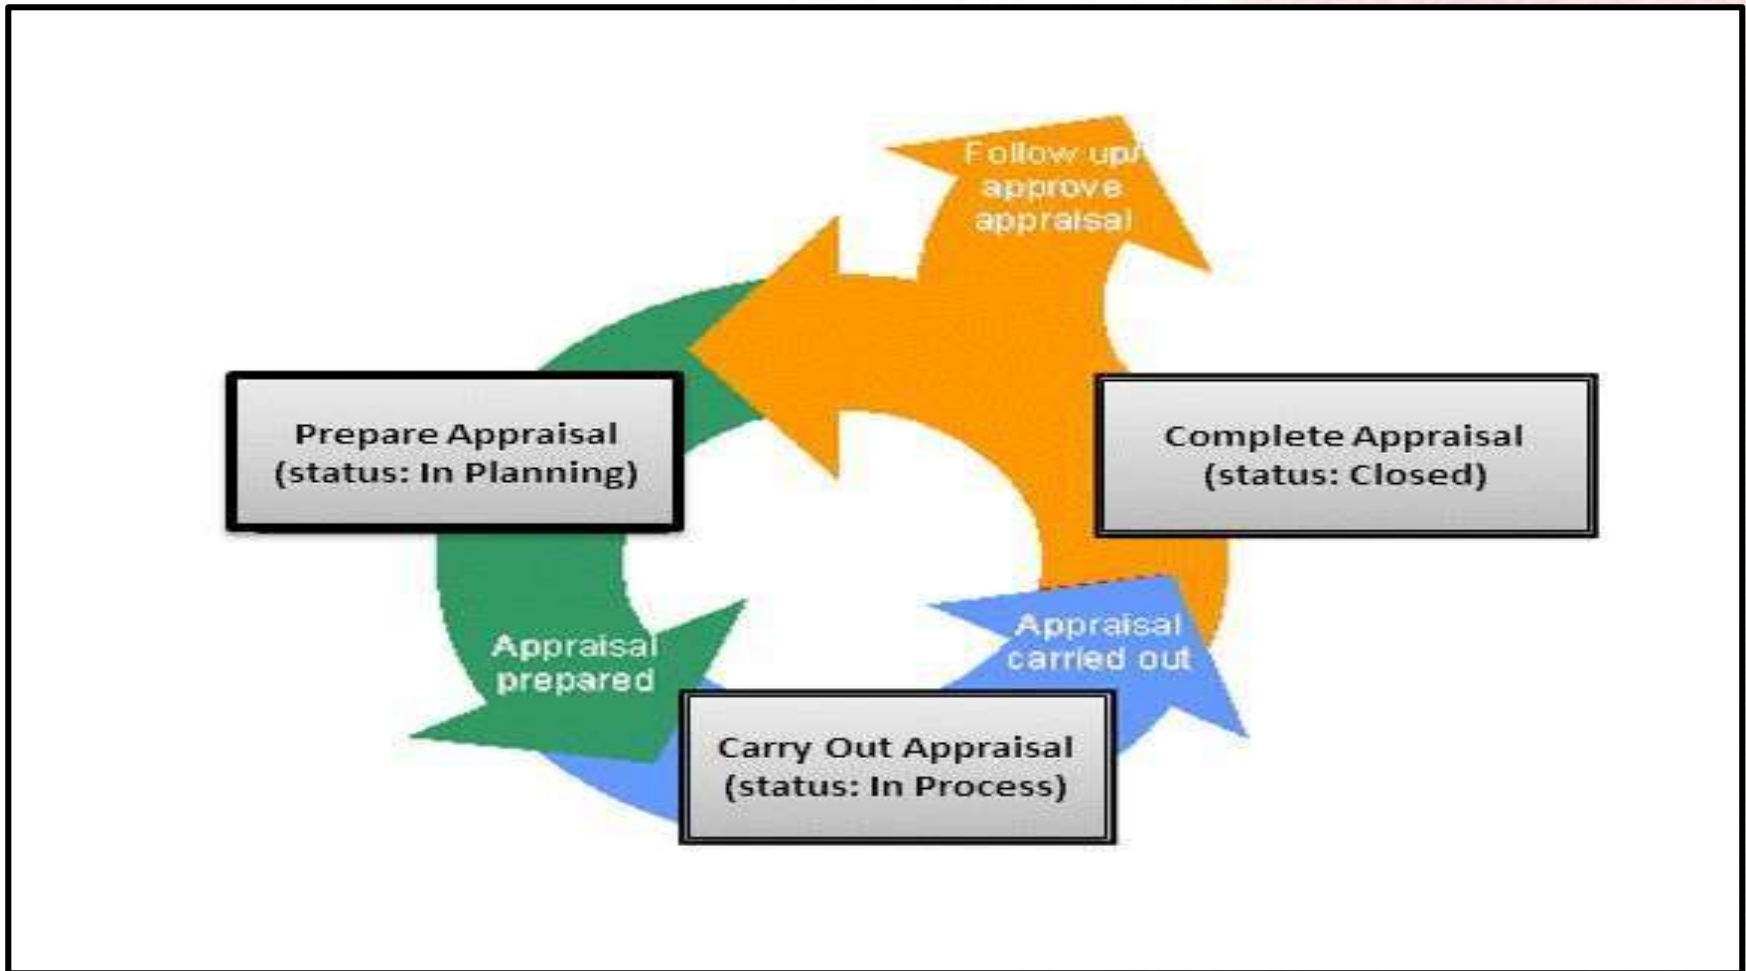 Follow up/
approve
appraisal
Prepare Appraisal
(status: In Planning)
Complete Appraisal
(status: Closed)
Appraisal
prepared
Appraisal
carried out
Carry Out Appraisal
(status: In Process)